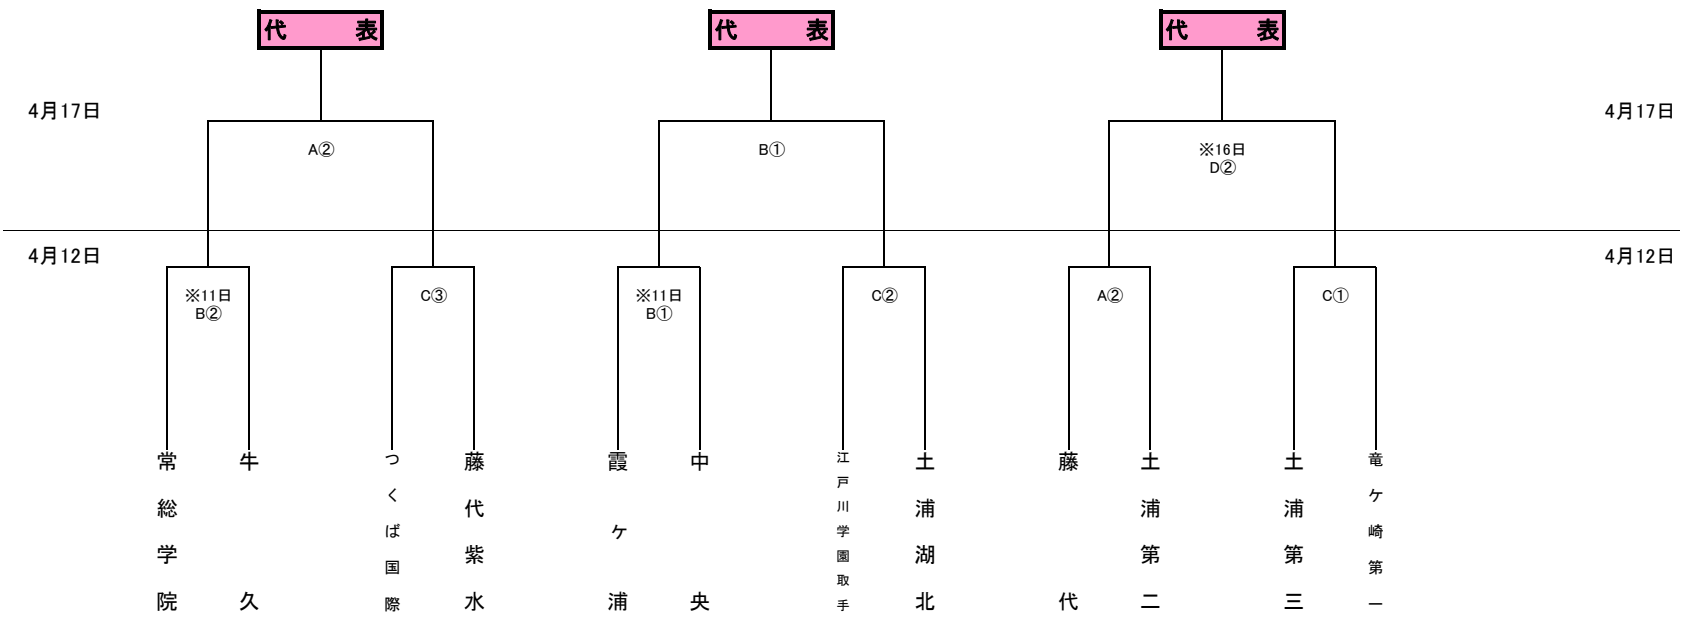 代表
代表
代表
4月17日
4月17日
A②
B①
※16日
D②
4月12日
4月12日
※11日
B②
C③
※11日
B①
C②
A②
C①
常総学院
牛久
つくば国際
藤代紫水
霞ケ浦
中央
江戸川学園取手
土浦湖北
藤代
土浦第二
土浦第三
竜ケ崎第一